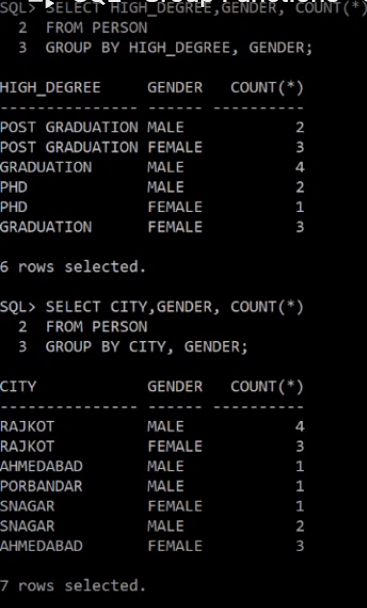 SQL> SELECT HIGH_DEGREE,GENDER, COUNT(*)
2 FROM PERSON
3 GROUP BY HIGH_DEGREE, GENDER;
HIGH_DEGREE GENDER COUNT(*)
--------------- ------ ----------
POST GRADUATION MALE 2
POST GRADUATION FEMALE 3
GRADUATION MALE 4
PHD MALE 2
PHD FEMALE 1
GRADUATION FEMALE 3
6 rows selected.
SQL> SELECT CITY,GENDER, COUNT(*)
2 FROM PERSON
3 GROUP BY CITY, GENDER;
CITY GENDER COUNT(*)
--------------- ------ ----------
RAJKOT MALE 4
RAJKOT FEMALE 3
AHMEDABAD MALE 1
PORBANDAR MALE 1
SNAGAR FEMALE 1
SNAGAR MALE 2
AHMEDABAD FEMALE 3
7 rows selected.